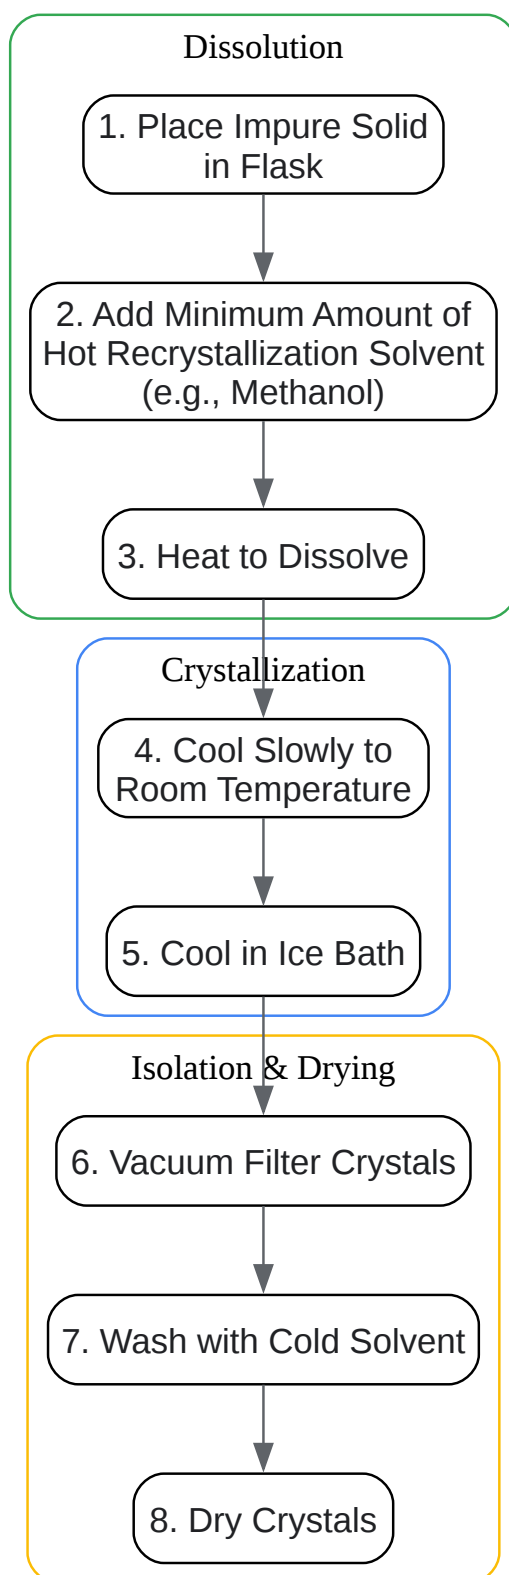 Dissolution
1. Place Impure Solid
in Flask
2. Add Minimum Amount of
Hot Recrystallization Solvent
(e.g., Methanol)
3. Heat to Dissolve
Crystallization
4. Cool Slowly to
Room Temperature
5. Cool in Ice Bath
Isolation & Drying
6. Vacuum Filter Crystals
7. Wash with Cold Solvent
8. Dry Crystals